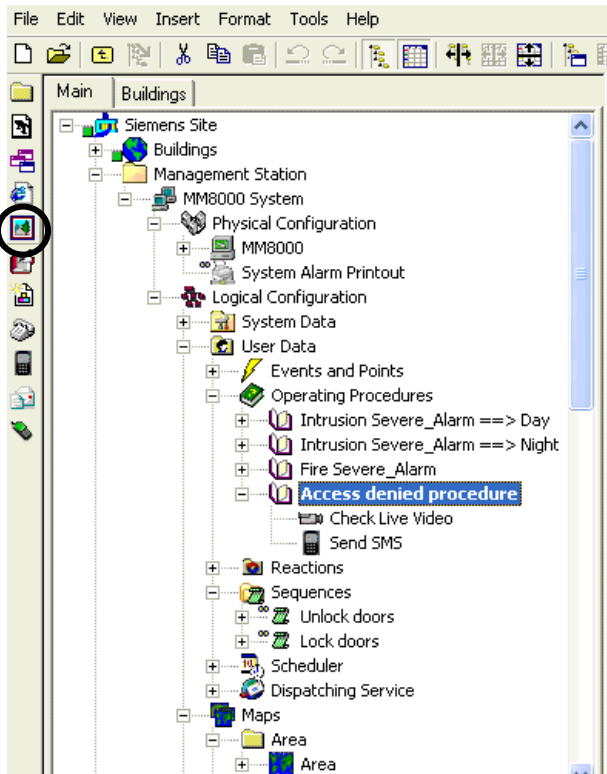 File Edit View Insert Format Tools Help
Main Buildings
Siemens Site
Buildings
Management Station
MM8000 System
Physical Configuration
MM8000
System Alarm Printout
Logical Configuration
System Data
User Data
Events and Points
Operating Procedures
Intrusion Severe_Alarm ==> Day
Intrusion Severe_Alarm ==> Night
Fire Severe_Alarm
Access denied procedure
Check Live Video
Send SMS
Reactions
Sequences
Unlock doors
Lock doors
Scheduler
Dispatching Service
Maps
Area
Area